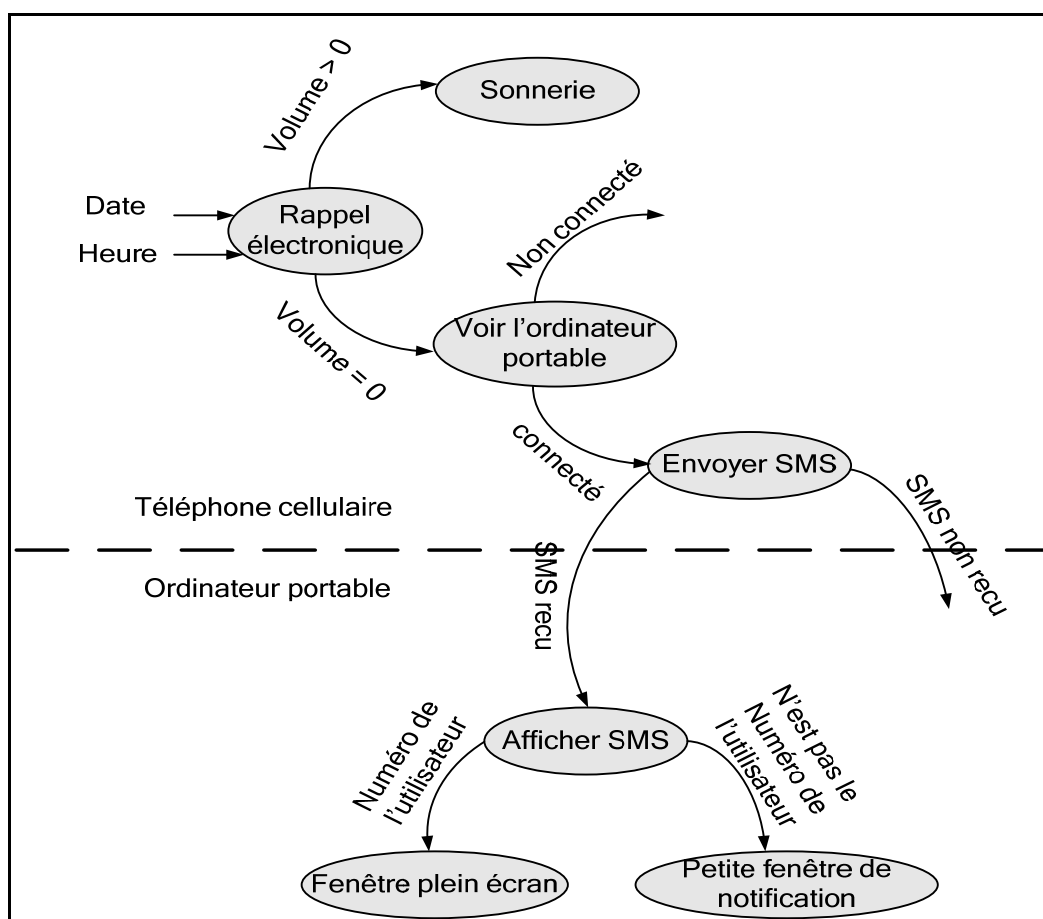 Volume > 0
Sonnerie
Date
Heure
Rappel
électronique
Non connecté
Volume = 0
Voir l'ordinateur
portable
connecté
Envoyer SMS
SMS non recu
Téléphone cellulaire
Ordinateur portable
SMS recu
Numéro de
l'utilisateur
Afficher SMS
N'est pas le
Numéro de
l'utilisateur
Fenêtre plein écran
Petite fenêtre de
notification